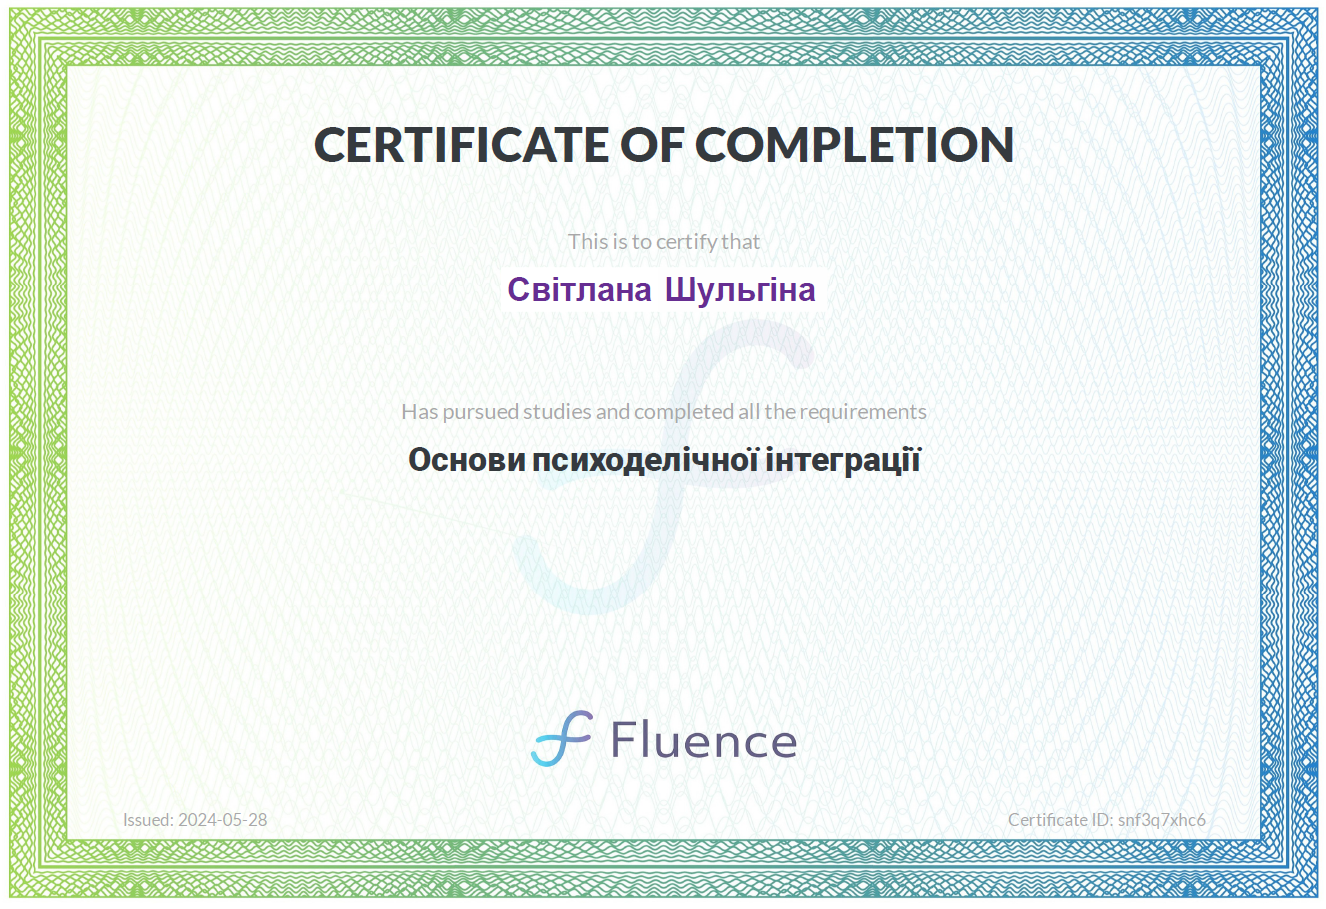 CERTIFICATE OF COMPLETION
This is to certify that
Світлана Шульгіна
Has pursued studies and completed all the requirements
Основи психоделічної інтеграції
Fluence
Issued: 2024-05-28
Certificate ID: snf3q7xhc6